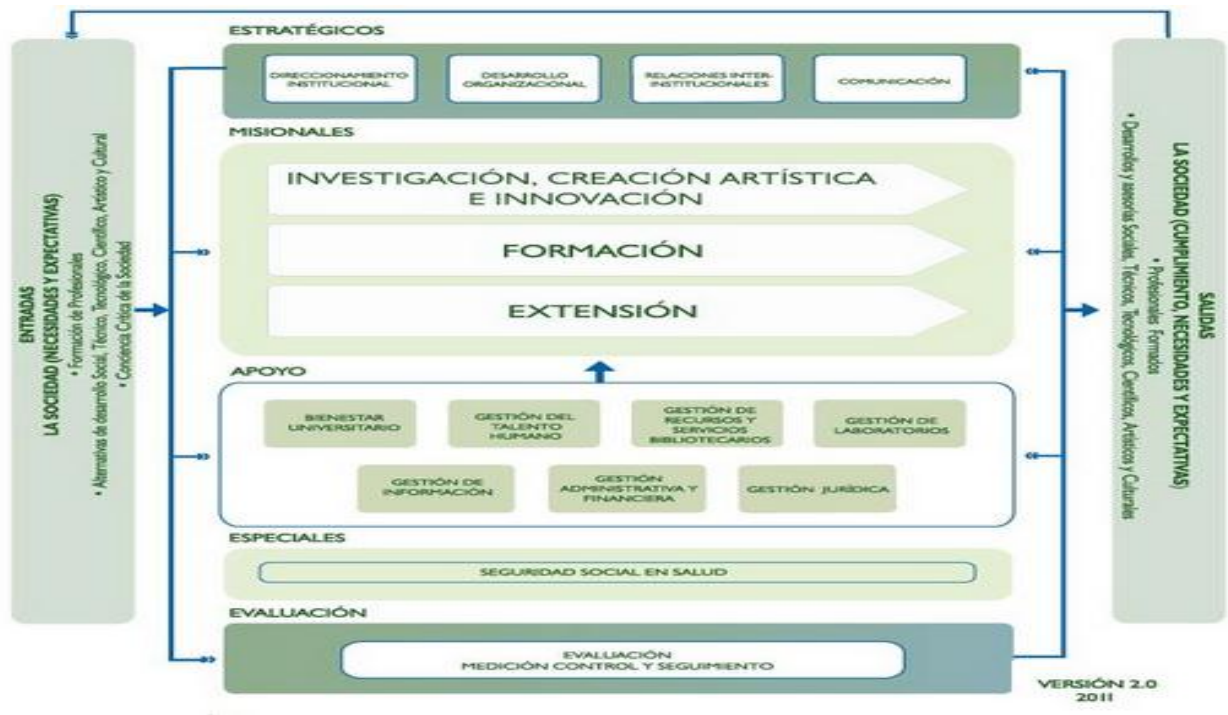 ENTRADAS
LA SOCIEDAD (NECESIDADES Y EXPECTATIVAS)
• Formación de Profesionales
• Alternativas de desarrollo Social, Técnico, Tecnológico, Científico, Artístico y Cultural
• Conciencia Crítica de la Sociedad
ESTRATÉGICOS
DIRECCIONAMIENTO
INSTITUCIONAL
DESARROLLO
ORGANIZACIONAL
RELACIONES INTER-
INSTITUCIONALES
COMUNICACIÓN
MISIONALES
INVESTIGACIÓN, CREACIÓN ARTÍSTICA
E INNOVACIÓN
FORMACIÓN
EXTENSIÓN
APOYO
BIENESTAR
UNIVERSITARIO
GESTIÓN DEL
TALENTO
HUMANO
GESTIÓN DE
RECURSOS Y
SERVICIOS
BIBLIOTECARIOS
GESTIÓN DE
LABORATORIOS
GESTIÓN DE
INFORMACIÓN
GESTIÓN
ADMINISTRATIVA Y
FINANCIERA
GESTIÓN JURÍDICA
ESPECIALES
SEGURIDAD SOCIAL EN SALUD
EVALUACIÓN
EVALUACIÓN
MEDICIÓN CONTROL Y SEGUIMIENTO
SALIDAS
LA SOCIEDAD (CUMPLIMIENTO, NECESIDADES Y EXPECTATIVAS)
• Profesionales Formados
• Desarrollos y asesorías Sociales, Técnicos, Tecnológicos, Científicos, Artísticos y Culturales
VERSIÓN 2.0
2011